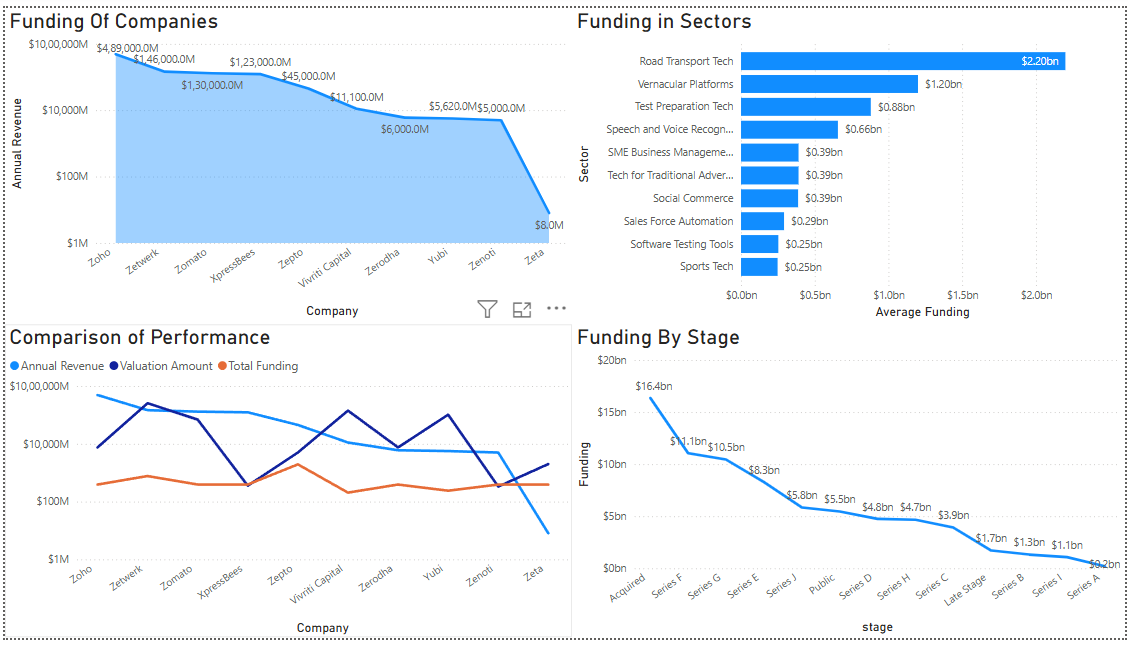 Funding Of Companies
$10,00,000M
$10,000M
$100M
$1M
Annual Revenue
$4,89,000.0M
$1,46,000.0M
$1,30,000.0M
$1,23,000.0M
$45,000.0M
$11,100.0M
$6,000.0M
$5,620.0M
$5,000.0M
$8.0M
Zoho
Zetwerk
Zomato
XpressBees
Zepto
Vivriti Capital
Zerodha
Yubi
Zenoti
Zeta
Company
Funding in Sectors
Sector
Road Transport Tech $2.20bn
Vernacular Platforms $1.20bn
Test Preparation Tech $0.88bn
Speech and Voice Recogn... $0.66bn
SME Business Manageme... $0.39bn
Tech for Traditional Adver... $0.39bn
Social Commerce $0.39bn
Sales Force Automation $0.29bn
Software Testing Tools $0.25bn
Sports Tech $0.25bn
$0.0bn $0.5bn $1.0bn $1.5bn $2.0bn
Average Funding
Comparison of Performance
Annual Revenue Valuation Amount Total Funding
$10,00,000M
$10,000M
$100M
$1M
Zoho
Zetwerk
Zomato
XpressBees
Zepto
Vivriti Capital
Zerodha
Yubi
Zenoti
Zeta
Company
Funding By Stage
$20bn
$15bn
$10bn
$5bn
$0bn
Funding
$16.4bn
$11.1bn
$10.5bn
$8.3bn
$5.8bn
$5.5bn
$4.8bn
$4.7bn
$3.9bn
$1.7bn
$1.3bn
$1.1bn
$0.2bn
Acquired
Series F
Series G
Series E
Series J
Public
Series D
Series H
Series C
Late Stage
Series B
Series I
Series A
stage